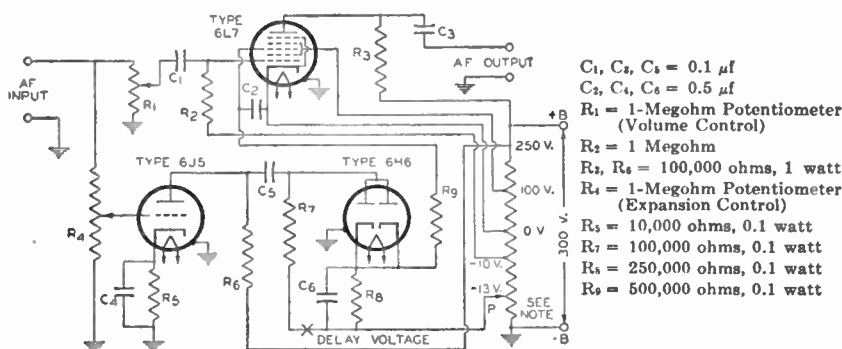 TYPE
6L7
C3
R3
AF
INPUT
R1
C1
R2
C2
AF OUTPUT
+B
250 V.
100 V.
0 V
-10 V.
-13 V.
P
300 V.
SEE
NOTE
-B
TYPE 6J5
C5
TYPE 6H6
R4
R7
R9
C4
R5
R6
C6
R8
DELAY VOLTAGE
C1, C3, C5 = 0.1 μf
C2, C4, C6 = 0.5 μf
R1 = 1-Megohm Potentiometer
(Volume Control)
R2 = 1 Megohm
R3, R6 = 100,000 ohms, 1 watt
R4 = 1-Megohm Potentiometer
(Expansion Control)
R5 = 10,000 ohms, 0.1 watt
R7 = 100,000 ohms, 0.1 watt
R8 = 250,000 ohms, 0.1 watt
R9 = 500,000 ohms, 0.1 watt